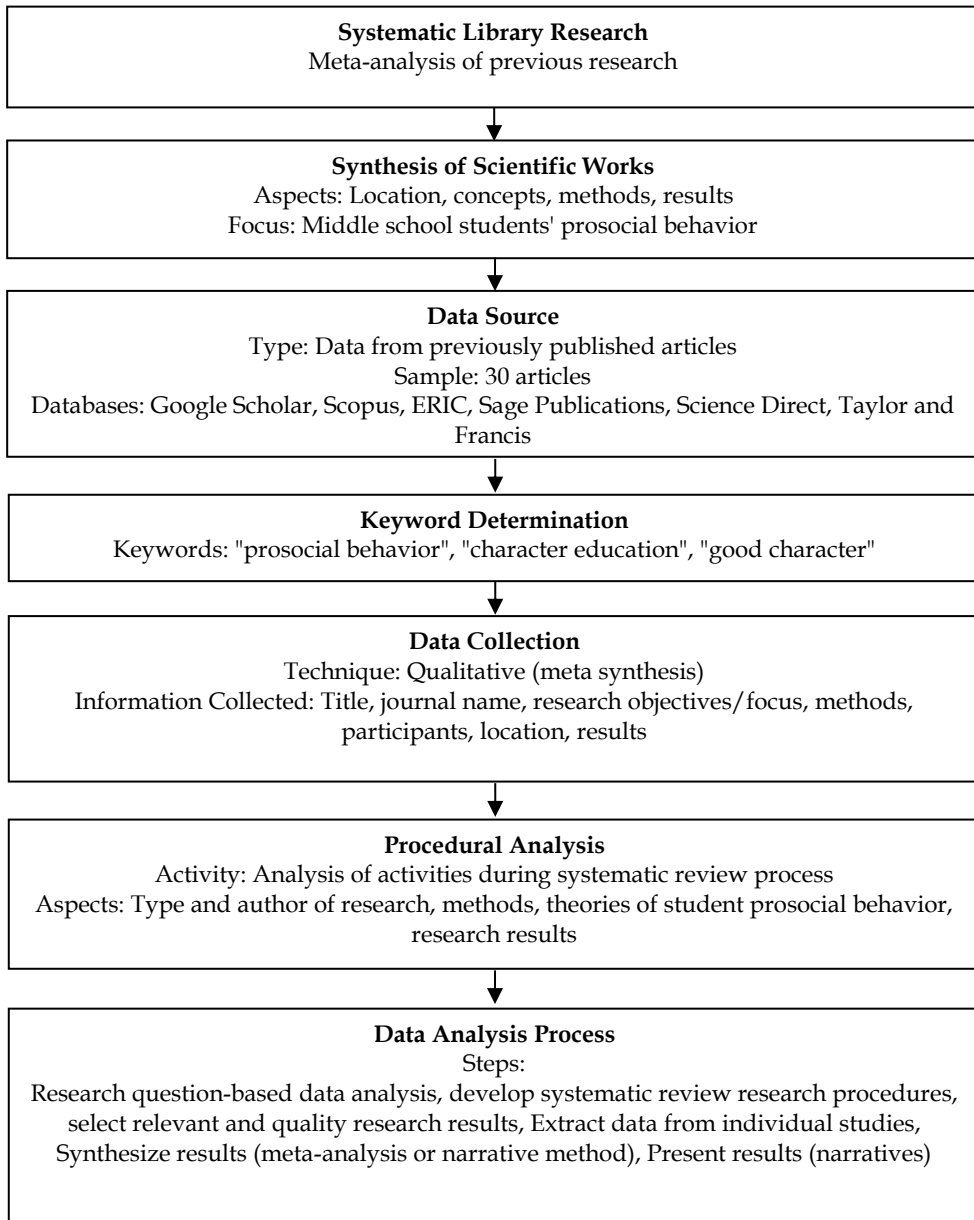 Systematic Library Research
Meta-analysis of previous research
Synthesis of Scientific Works
Aspects: Location, concepts, methods, results
Focus: Middle school students' prosocial behavior
Data Source
Type: Data from previously published articles
Sample: 30 articles
Databases: Google Scholar, Scopus, ERIC, Sage Publications, Science Direct, Taylor and
Francis
Keyword Determination
Keywords: "prosocial behavior", "character education", "good character"
Data Collection
Technique: Qualitative (meta synthesis)
Information Collected: Title, journal name, research objectives/focus, methods,
participants, location, results
Procedural Analysis
Activity: Analysis of activities during systematic review process
Aspects: Type and author of research, methods, theories of student prosocial behavior,
research results
Data Analysis Process
Steps:
Research question-based data analysis, develop systematic review research procedures,
select relevant and quality research results, Extract data from individual studies,
Synthesize results (meta-analysis or narrative method), Present results (narratives)